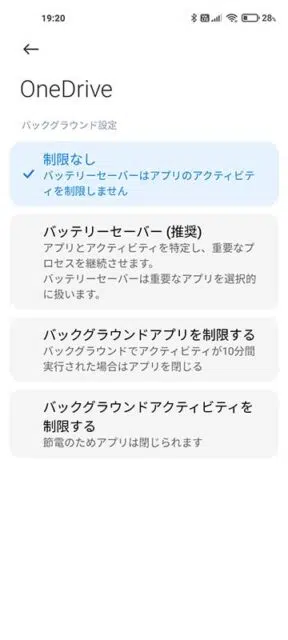 19:20
28%
OneDrive
バックグラウンド設定
制限なし
バッテリーセーバーはアプリのアクティビテ
ィを制限しません
バッテリーセーバー (推奨)
アプリとアクティビティを特定し、重要なプ
ロセスを継続させます。
バッテリーセーバーは重要なアプリを選択的
に扱います。
バックグラウンドアプリを制限する
バックグラウンドでアクティビティが10分間
実行された場合はアプリを閉じる
バックグラウンドアクティビティを
制限する
節電のためアプリは閉じられます